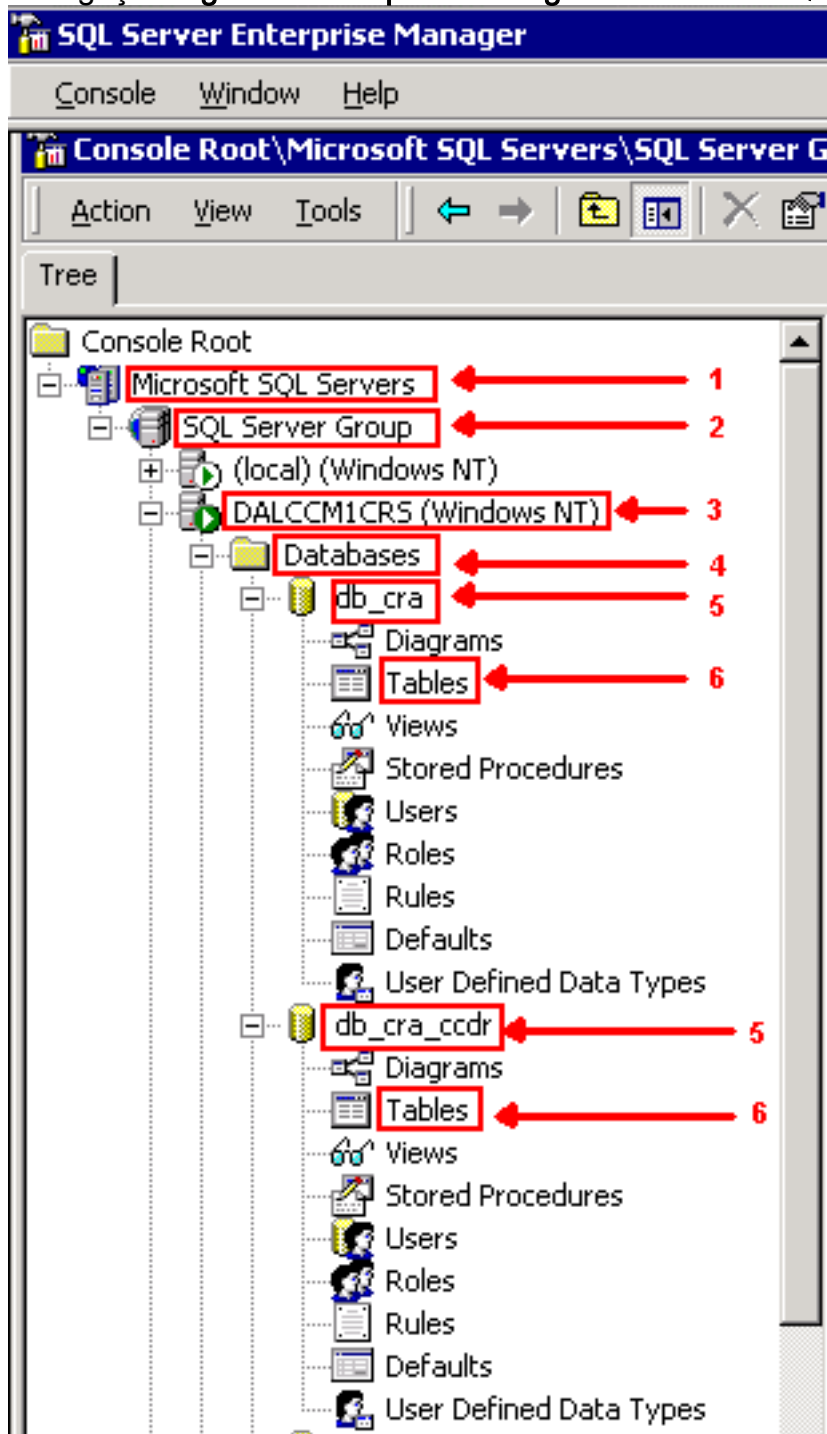 SQL Server Enterprise Manager
Console Window Help
Console Root\Microsoft SQL Servers\SQL Server G
Action View Tools
Tree
Console Root
Microsoft SQL Servers 1
SQL Server Group 2
(local) (Windows NT)
DALCCM1CRS (Windows NT) 3
Databases 4
db_cra 5
Diagrams
Tables 6
Views
Stored Procedures
Users
Roles
Rules
Defaults
User Defined Data Types
db_cra_ccdr 5
Diagrams
Tables 6
Views
Stored Procedures
Users
Roles
Rules
Defaults
User Defined Data Types